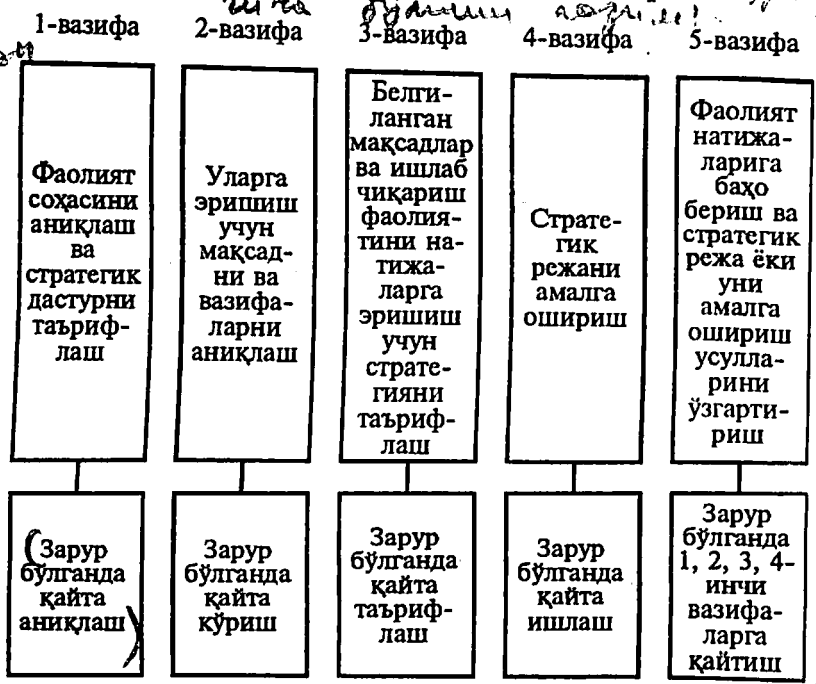 1-вазифа
2-вазифа
3-вазифа
4-вазифа
5-вазифа
Фаолият
соҳасини
аниқлаш
ва
стратегик
дастурни
таъриф-
лаш
Уларга
эришиш
учун
мақсад-
ни ва
вазифа-
ларни
аниқлаш
Белги-
ланган
мақсадлар
ва ишлаб
чиқариш
фаолия-
тини на-
тижа-
ларга
эришиш
учун
страте-
гияни
таъриф-
лаш
Страте-
гик
режани
амалга
ошириш
Фаолият
натижа-
ларига
баҳо
бериш ва
стратегик
режа ёки
уни
амалга
ошириш
усулла-
рини
ўзгарти-
риш
(Зарур
бўлганда
қайта
аниқлаш)
Зарур
бўлганда
қайта
кўриш
Зарур
бўлганда
қайта
таъриф-
лаш
Зарур
бўлганда
қайта
ишлаш
Зарур
бўлганда
1, 2, 3, 4-
инчи
вазифа-
ларга
қайтиш